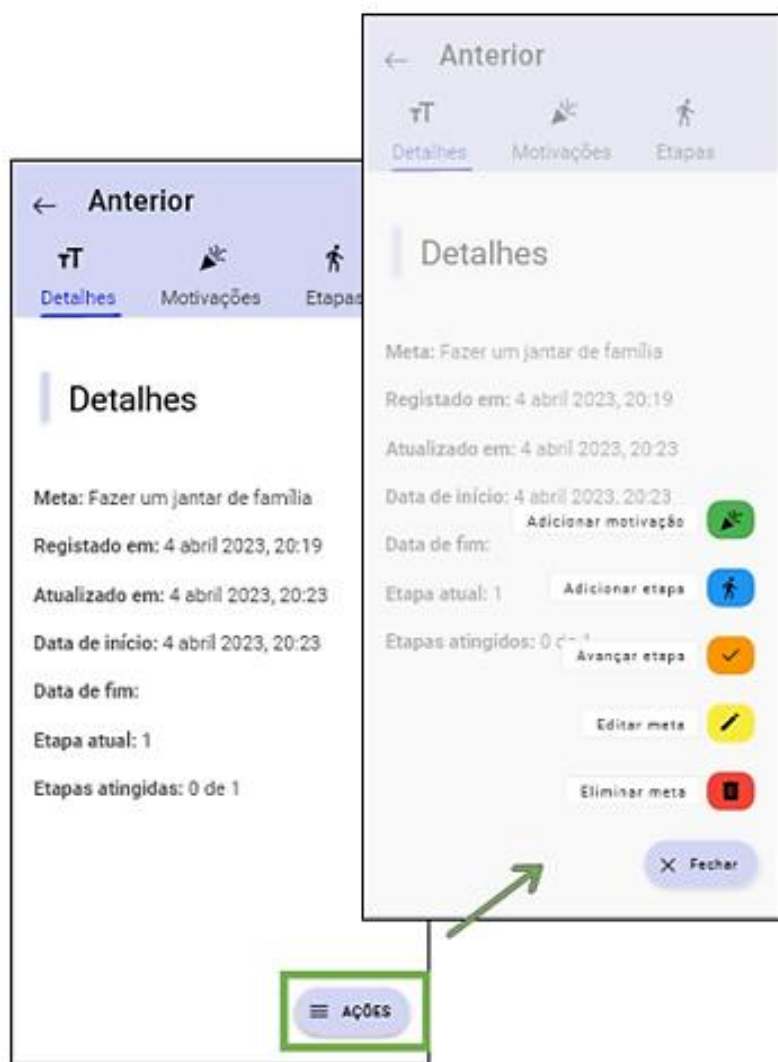 Anterior
Detalhes Motivações Etapas
Detalhes
Meta: Fazer um jantar de família
Registado em: 4 abril 2023, 20:19
Atualizado em: 4 abril 2023, 20:23
Data de início: 4 abril 2023, 20:23
Data de fim:
Etapa atual: 1
Etapas atingidas: 0 de 1
AÇÕES
Anterior
Detalhes Motivações Etapas
Detalhes
Meta: Fazer um jantar de família
Registado em: 4 abril 2023, 20:19
Atualizado em: 4 abril 2023, 20:23
Data de início: 4 abril 2023, 20:23
Adicionar motivação
Data de fim:
Etapa atual: 1
Adicionar etapa
Etapas atingidos: 0 de 1
Avançar etapa
Editar meta
Eliminar meta
Fechar